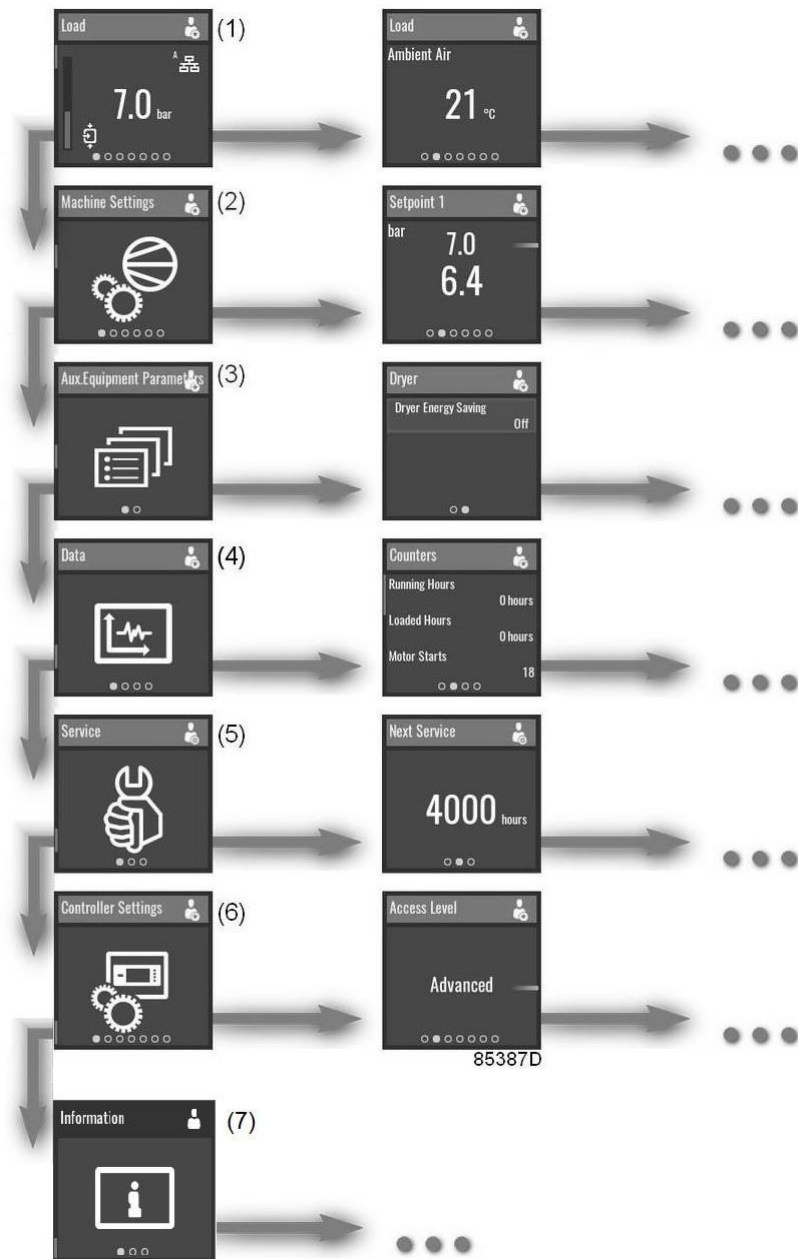 Load
(1)
A
7.0 bar
Load
Ambient Air
21 °C
Machine Settings
(2)
Setpoint 1
bar
7.0
6.4
Aux.Equipment Parameters
(3)
Dryer
Dryer Energy Saving
Off
Data
(4)
Counters
Running Hours
0 hours
Loaded Hours
0 hours
Motor Starts
18
Service
(5)
Next Service
4000 hours
Controller Settings
(6)
Access Level
Advanced
85387D
Information
(7)